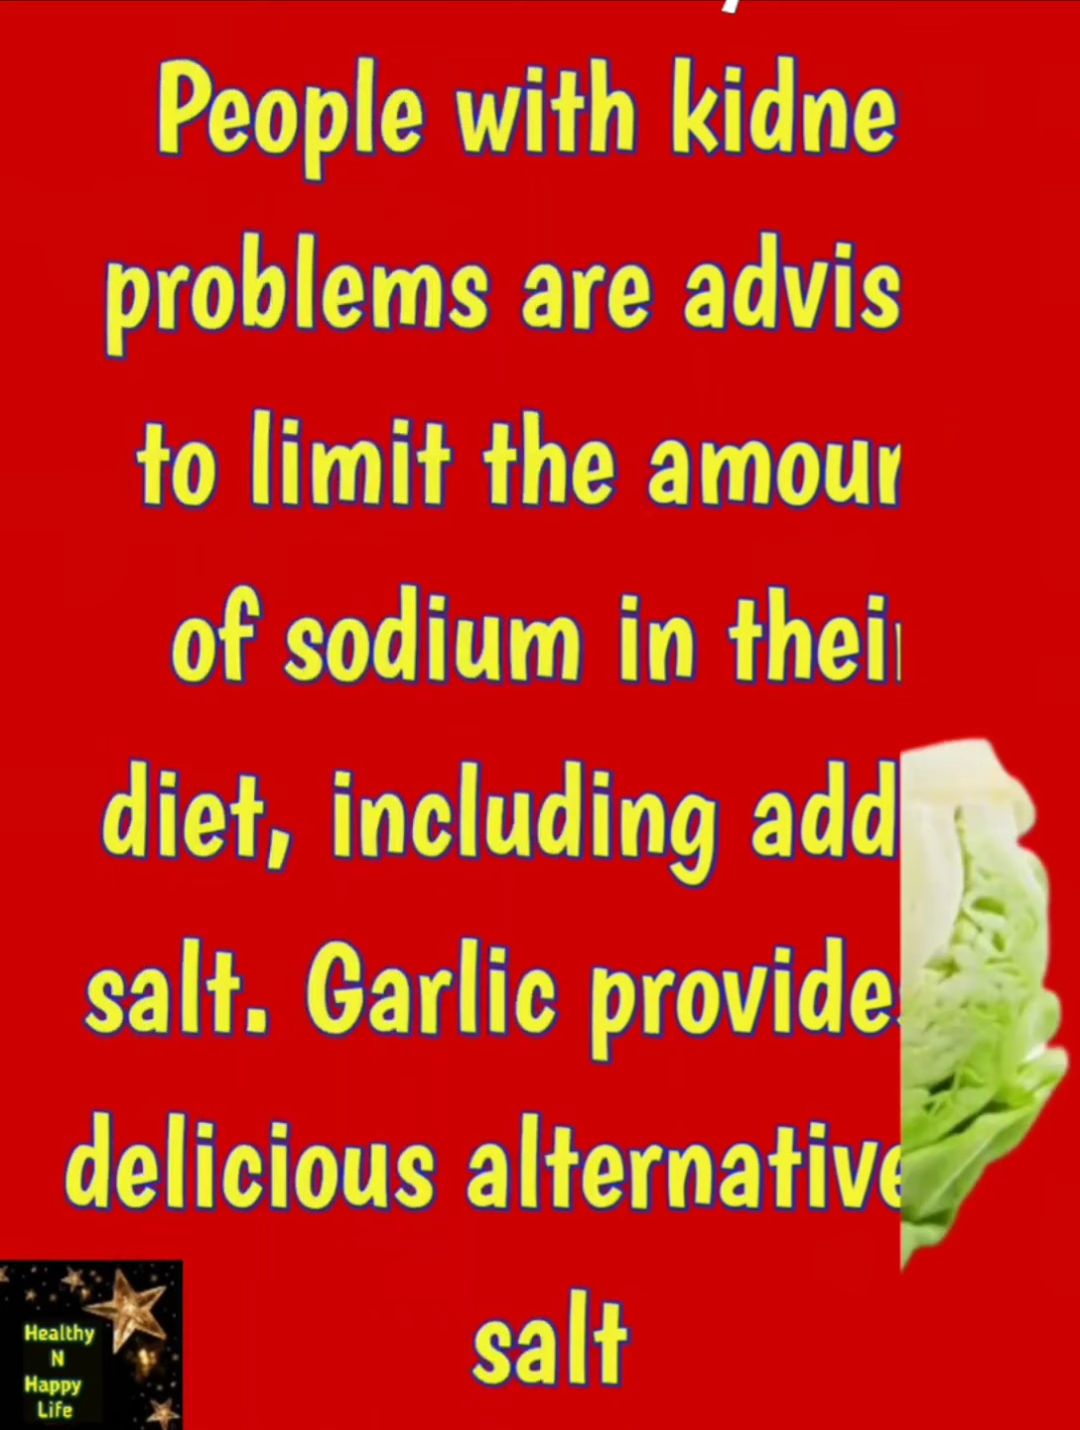 People with kidne
problems are advis
to limit the amou
of sodium in thei
diet, including add
salt. Garlic provide
delicious alternative
salt
Healthy
N
Happy
Life